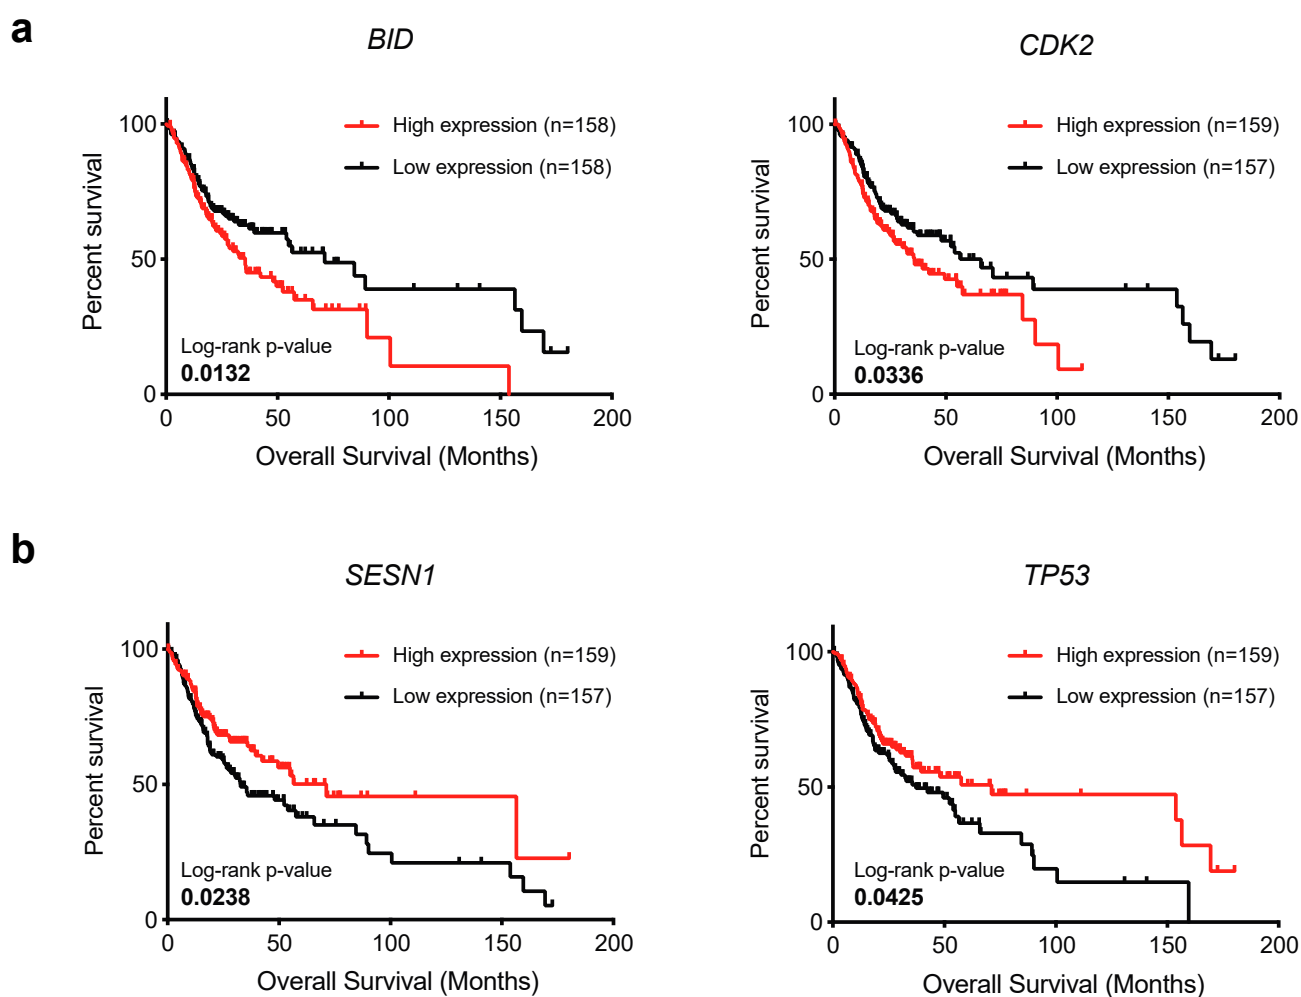 a
BID
High expression (n=158)
Low expression (n=158)
Percent survival
100
50
0
Log-rank p-value
0.0132
0 50 100 150 200
Overall Survival (Months)
CDK2
High expression (n=159)
Low expression (n=157)
Percent survival
100
50
0
Log-rank p-value
0.0336
0 50 100 150 200
Overall Survival (Months)
b
SESN1
High expression (n=159)
Low expression (n=157)
Percent survival
100
50
0
Log-rank p-value
0.0238
0 50 100 150 200
Overall Survival (Months)
TP53
High expression (n=159)
Low expression (n=157)
Percent survival
100
50
0
Log-rank p-value
0.0425
0 50 100 150 200
Overall Survival (Months)